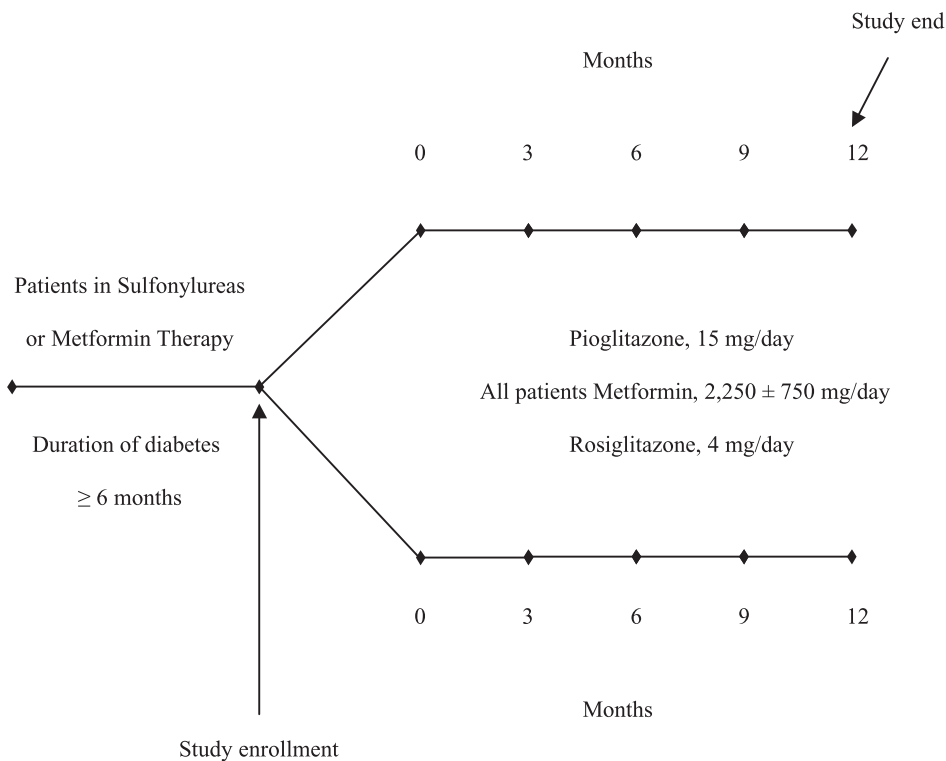 Study end
Months
0 3 6 9 12
Patients in Sulfonylureas
or Metformin Therapy
Pioglitazone, 15 mg/day
All patients Metformin, 2,250 ± 750 mg/day
Duration of diabetes
Rosiglitazone, 4 mg/day
≥ 6 months
0 3 6 9 12
Months
Study enrollment